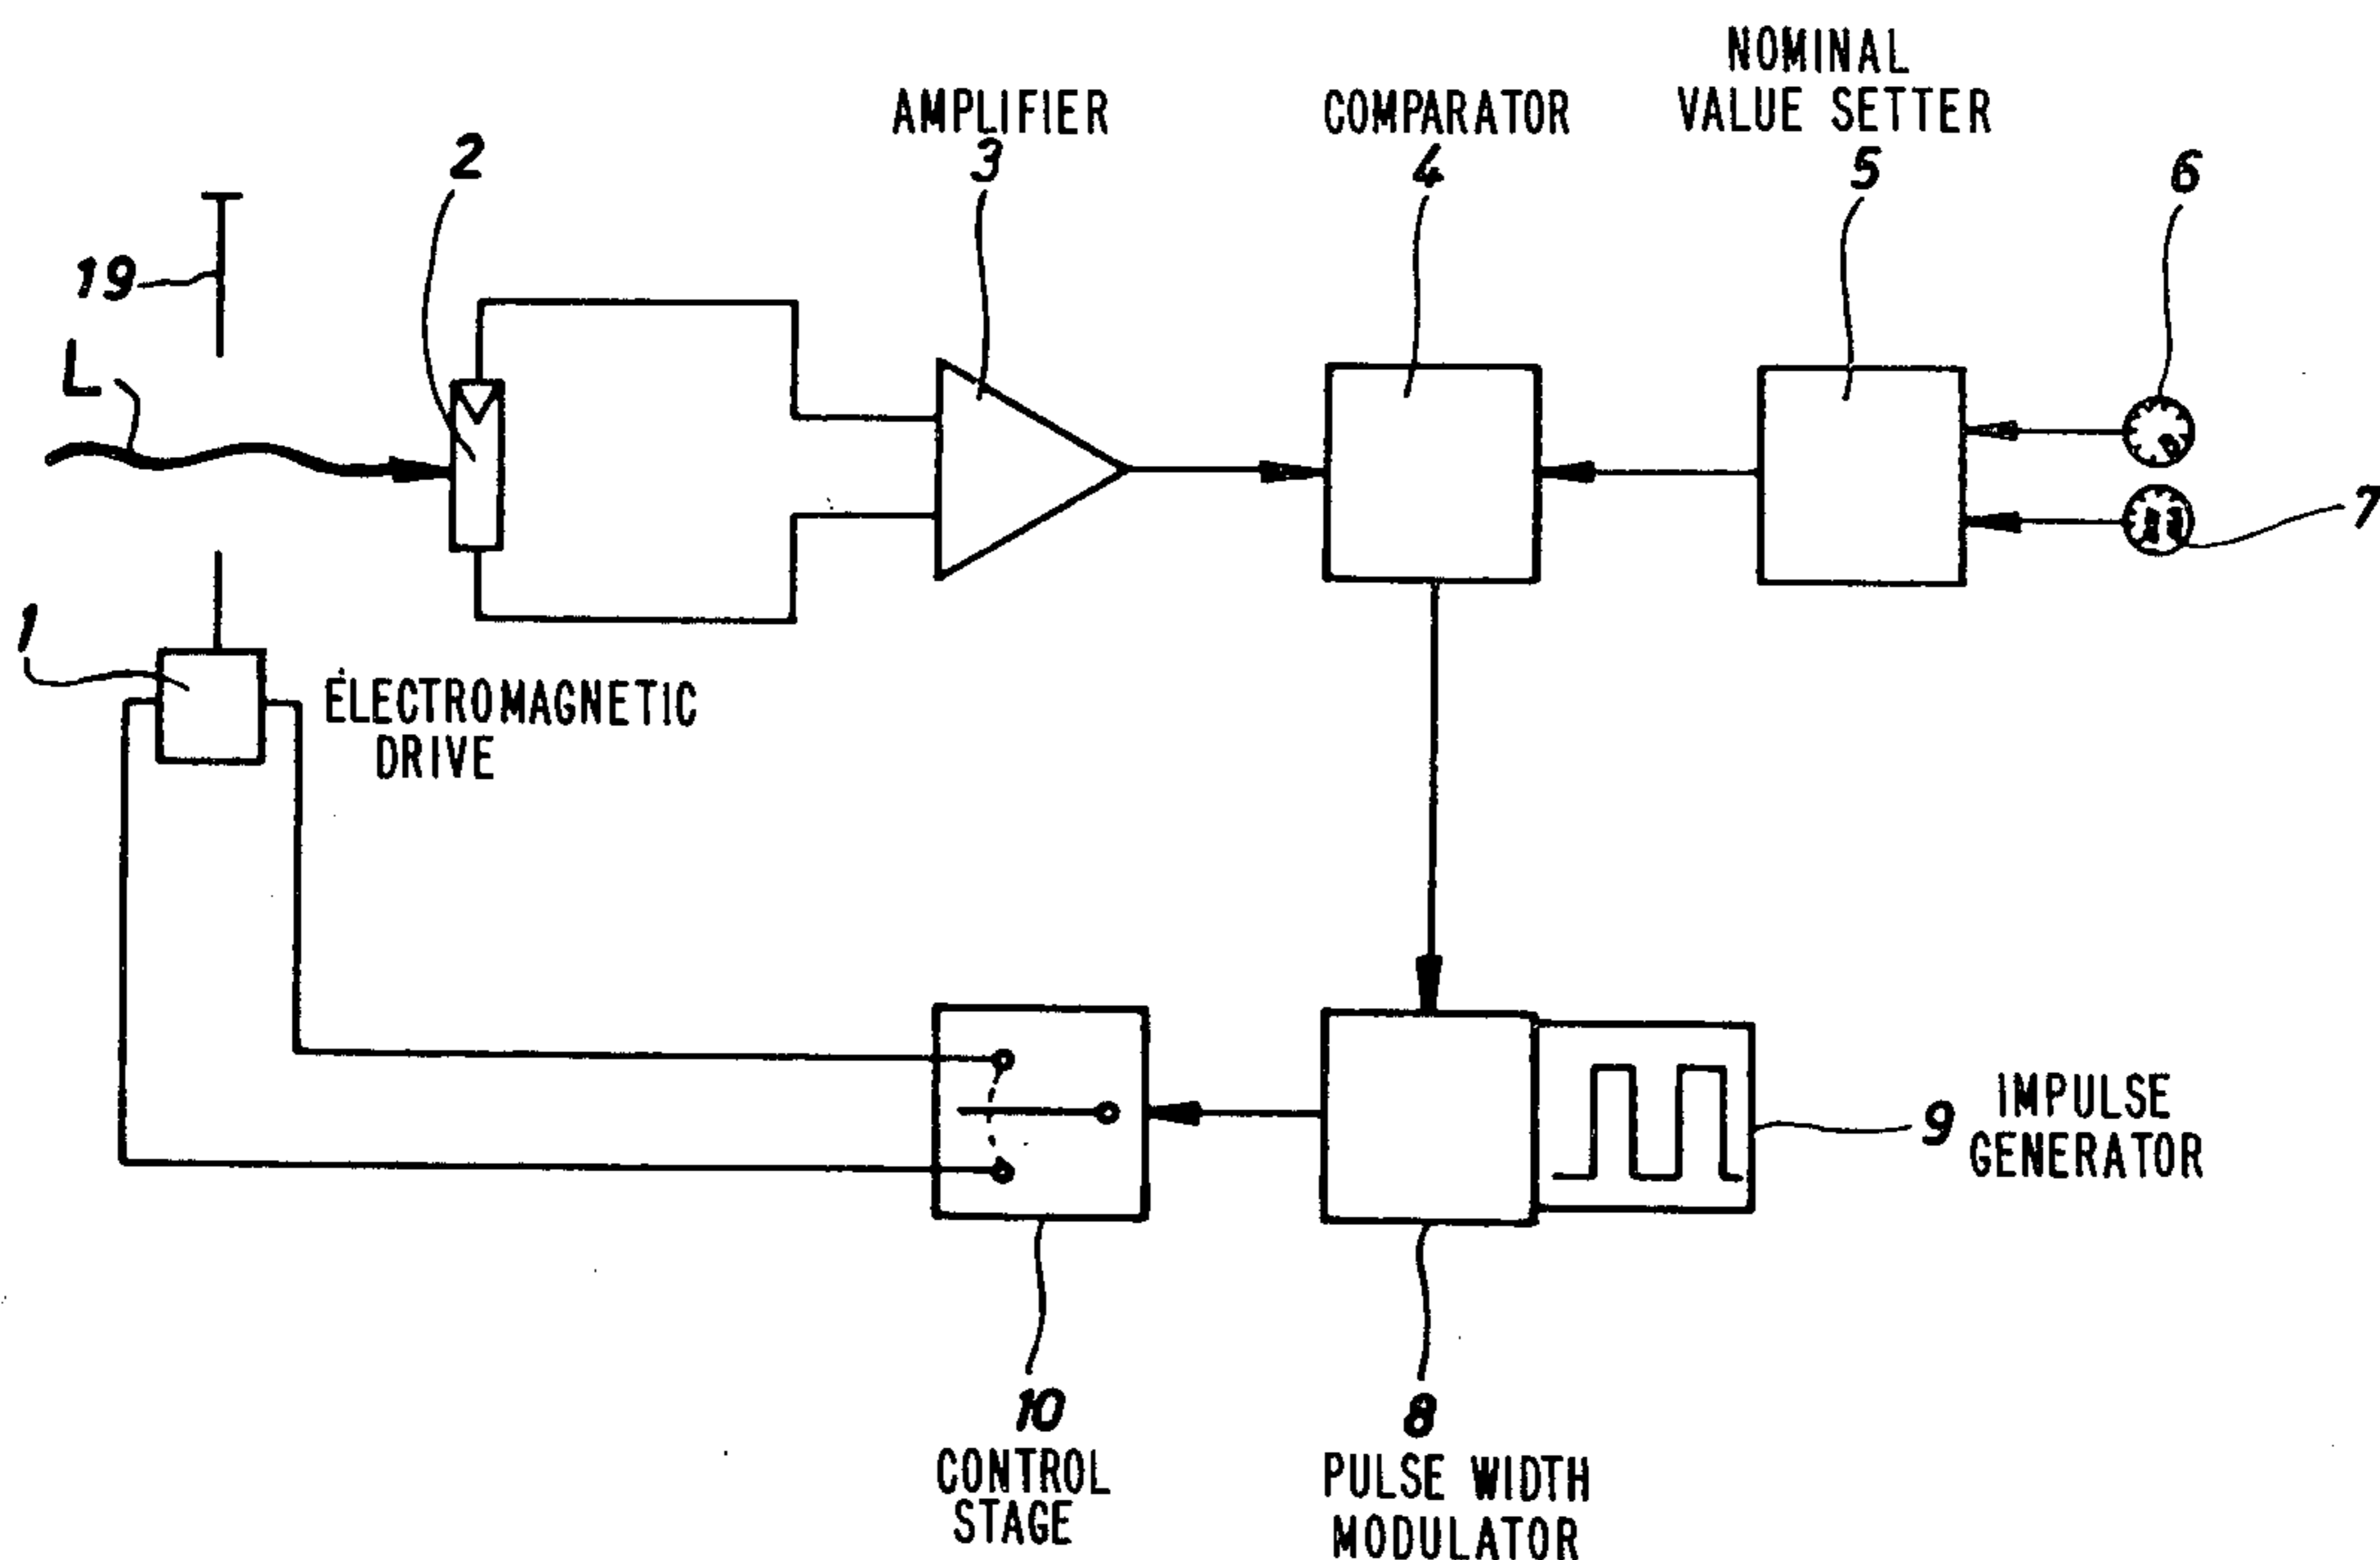 NOMINAL
VALUE SETTER
5
AMPLIFIER
3
COMPARATOR
4
2
6
19
L
7
1
ELECTROMAGNETIC
DRIVE
9
IMPULSE
GENERATOR
10
CONTROL
STAGE
8
PULSE WIDTH
MODULATOR